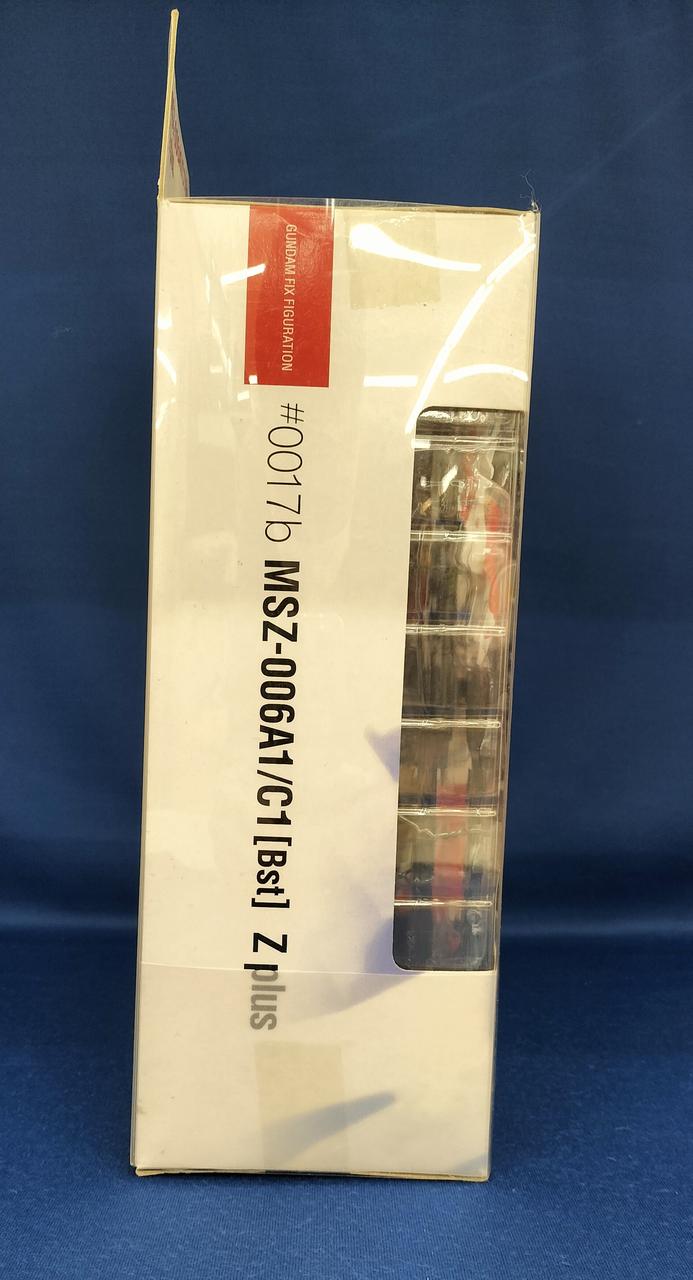 GUNDAM FIX FIGURATION
#0017b MSZ-006A1/C1 [Bst] Z plus